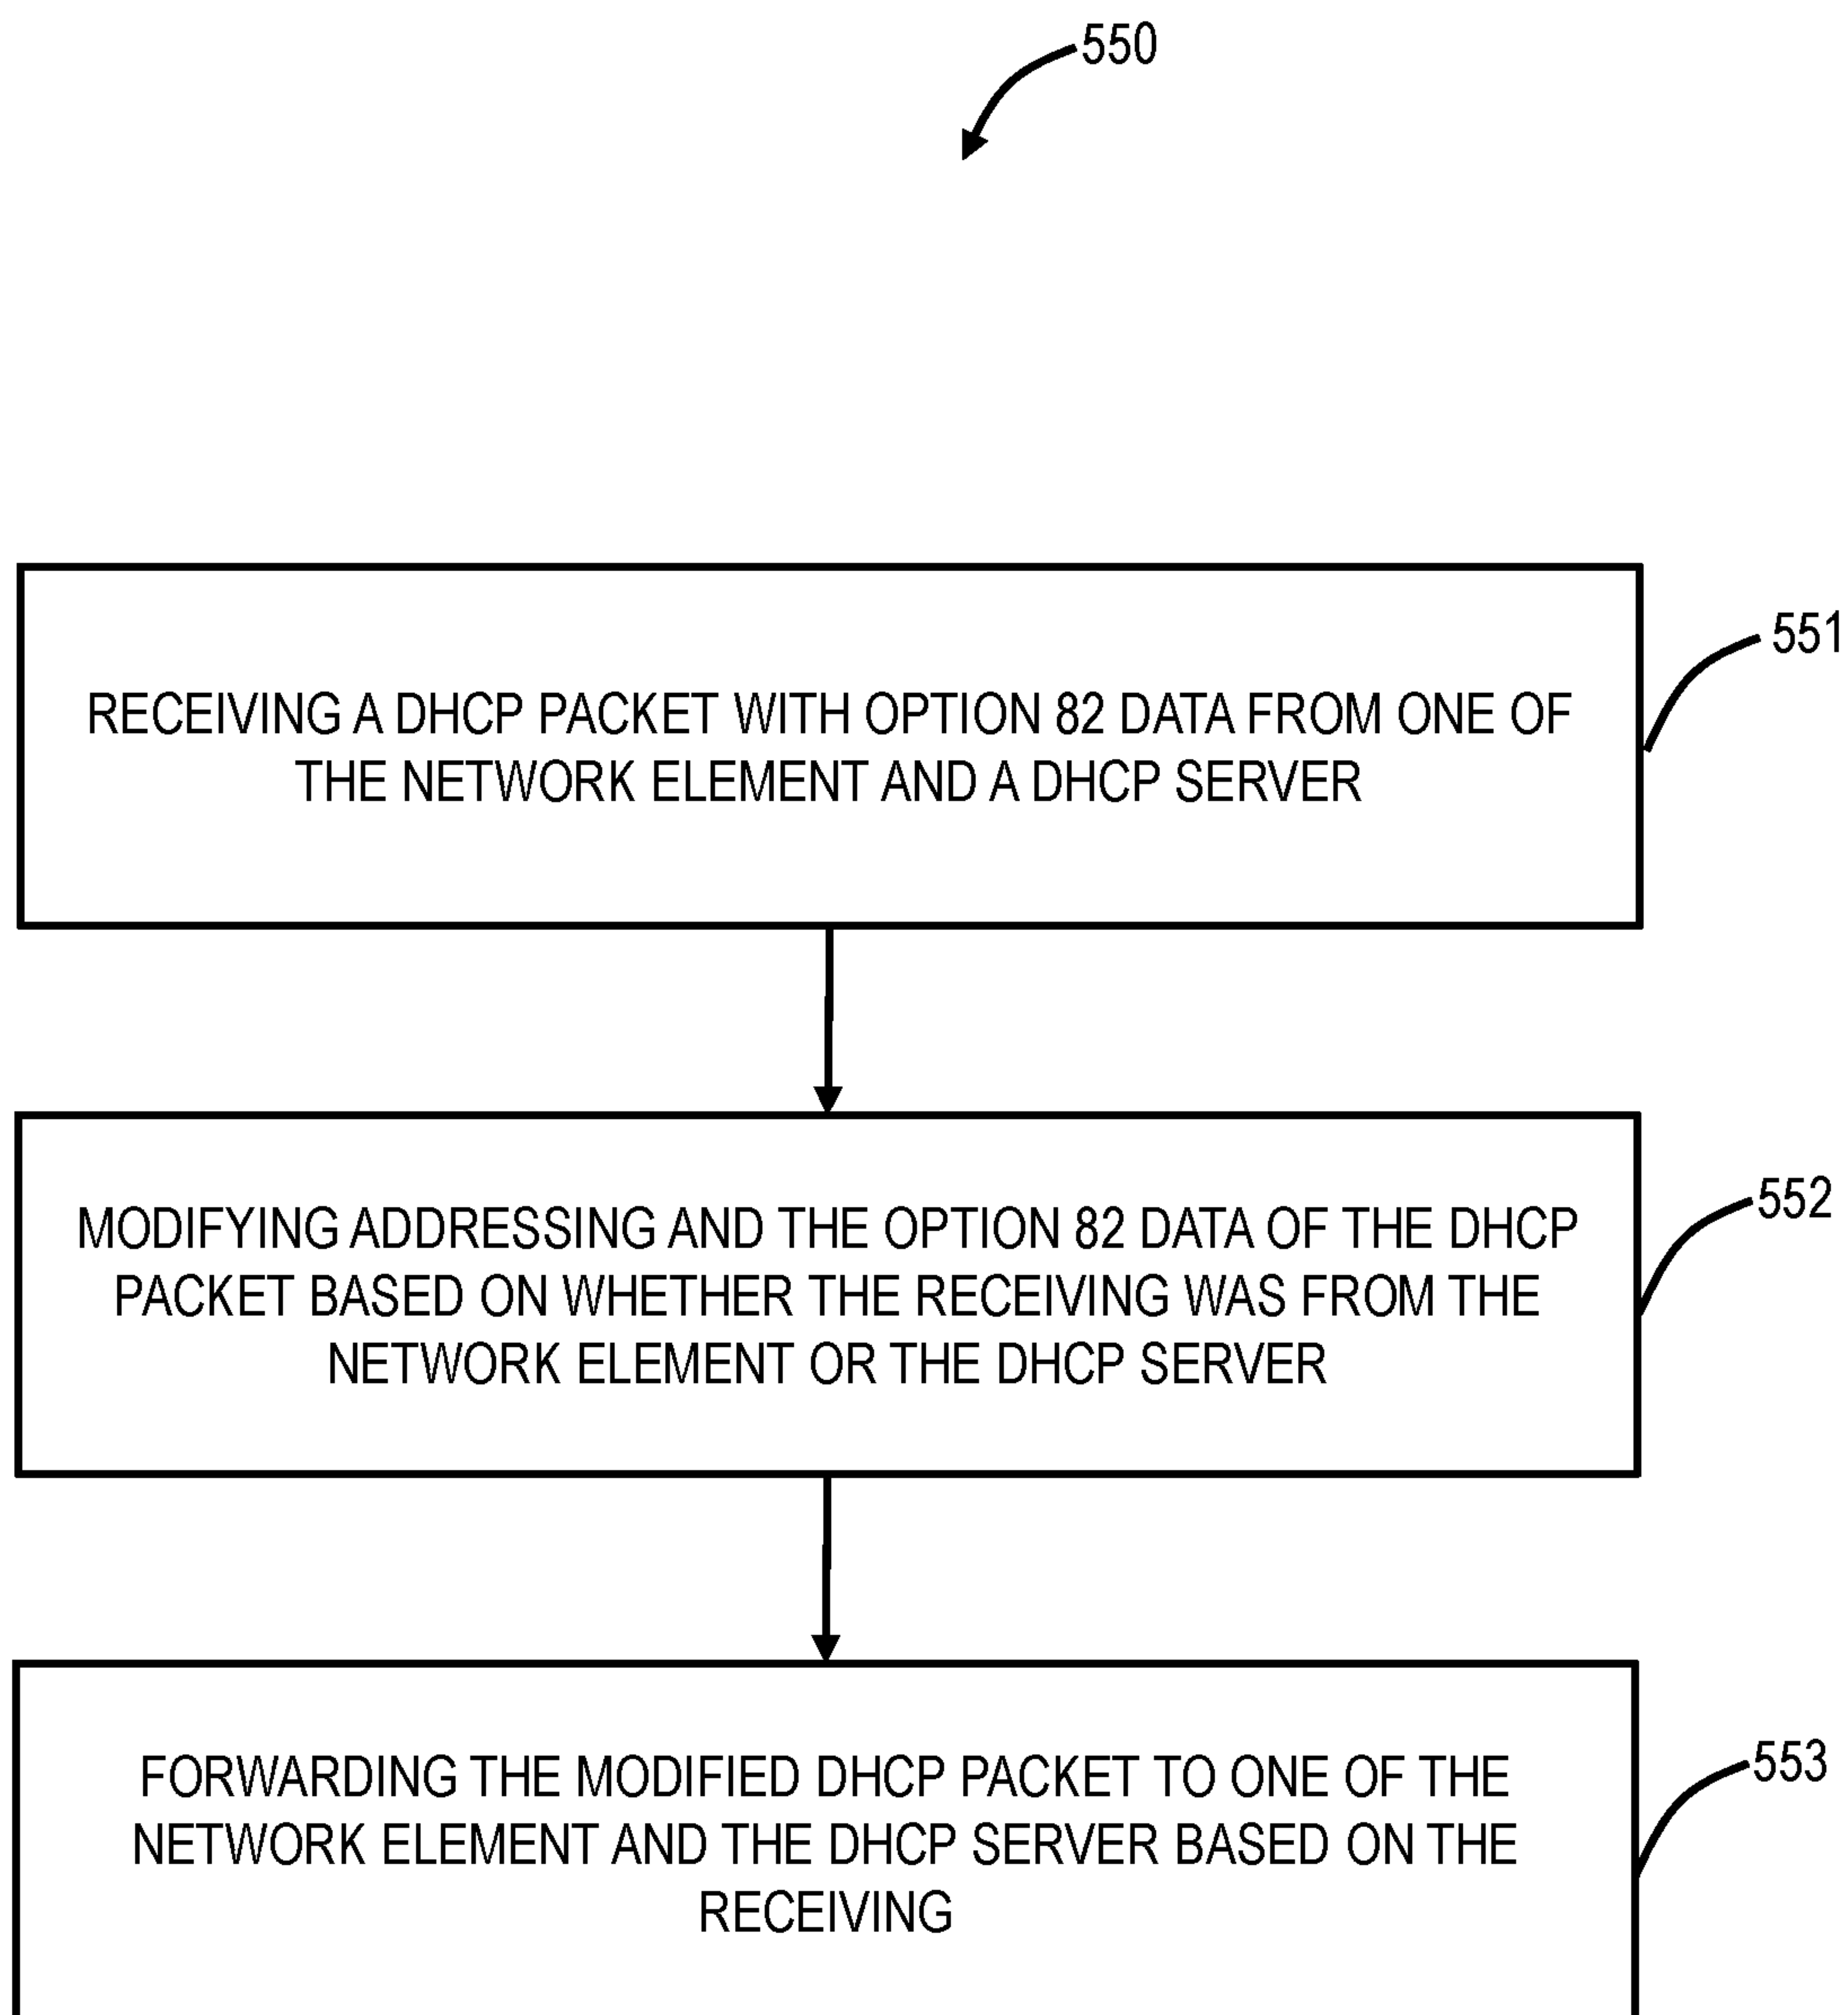 550
RECEIVING A DHCP PACKET WITH OPTION 82 DATA FROM ONE OF
THE NETWORK ELEMENT AND A DHCP SERVER
551
MODIFYING ADDRESSING AND THE OPTION 82 DATA OF THE DHCP
PACKET BASED ON WHETHER THE RECEIVING WAS FROM THE
NETWORK ELEMENT OR THE DHCP SERVER
552
FORWARDING THE MODIFIED DHCP PACKET TO ONE OF THE
NETWORK ELEMENT AND THE DHCP SERVER BASED ON THE
RECEIVING
553